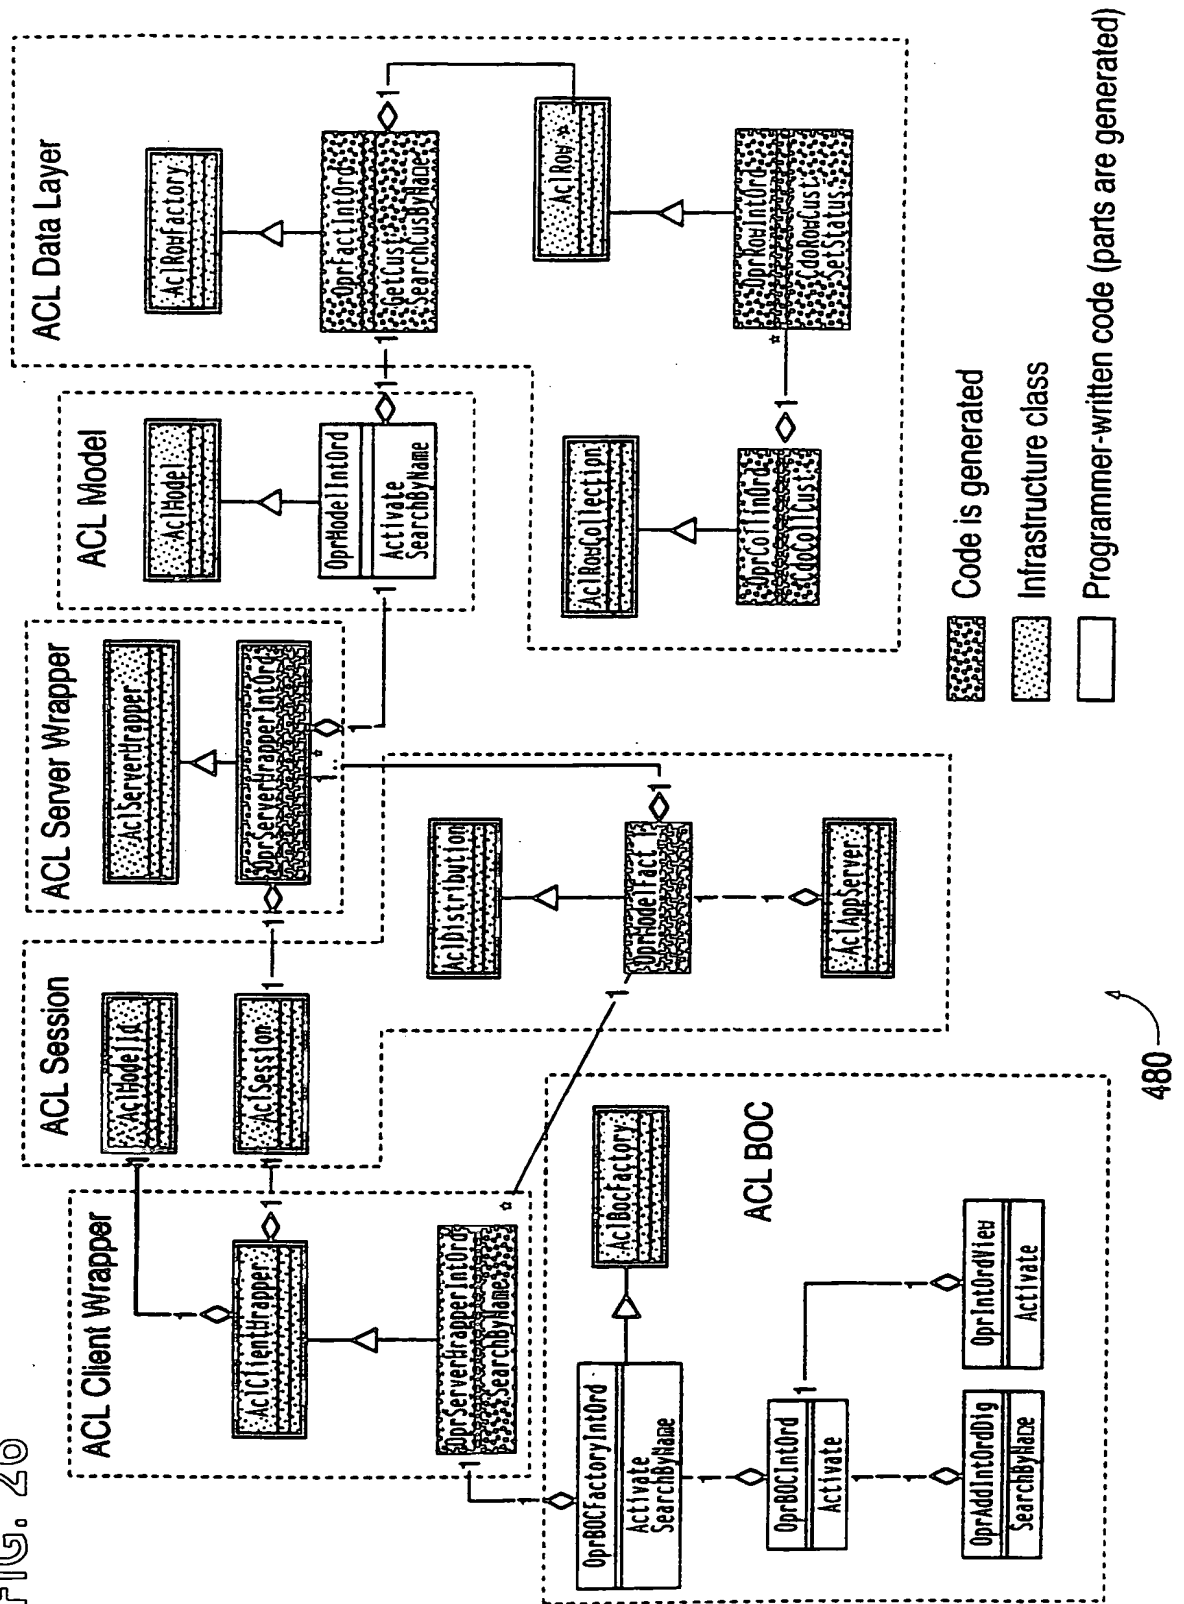 FIG. 26
ACL Client Wrapper
AclClientWrapper
OprServerWrapperIntOrd
SearchByName
ACL Session
AclModelId
AclSession
AclDistribution
OprModelFact
AclAppServer
ACL Server Wrapper
AclServerWrapper
OprServerWrapperIntOrd
ACL Model
AclModel
OprModelIntOrd
Activate
SearchByName
ACL Data Layer
AclRowFactory
OprFactIntOrd
GetCust
SearchCusByName
AclRow
OprRowIntOrd
CdoRowCust
SetStatus
AclRowCollection
OprCollInOrd
CdoCollCust
ACL BOC
AclBocFactory
OprBOCFactoryIntOrd
Activate
SearchByName
OprBOCIntOrd
Activate
OprAddIntOrdDig
SearchByName
OprIntOrdView
Activate
480
Code is generated
Infrastructure class
Programmer-written code (parts are generated)